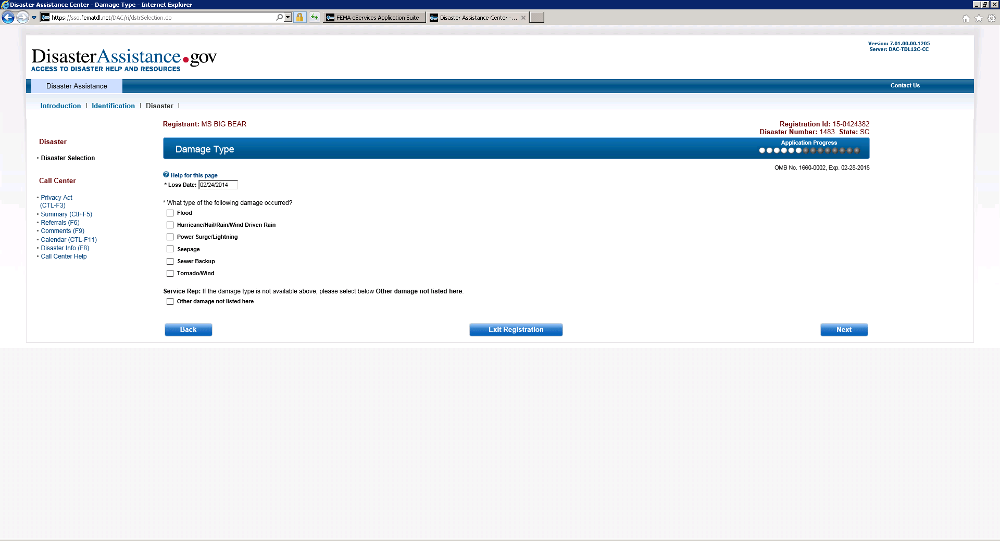 Disaster Assistance Center - Damage Type - Internet Explorer
https://sso.fematdl.net/DAC/ri/dstrSelection.do
FEMA eServices Application Suite
Disaster Assistance Center -...
Version: 7.01.00.00.1205
Server: DAC-TDL12C-CC
DisasterAssistance.gov
ACCESS TO DISASTER HELP AND RESOURCES
Disaster Assistance
Contact Us
Introduction | Identification | Disaster |
Registrant: MS BIG BEAR
Registration Id: 15-0424382
Disaster Number: 1483 State: SC
Disaster
• Disaster Selection
Call Center
• Privacy Act
(CTL-F3)
• Summary (Ctl+F5)
• Referrals (F6)
• Comments (F9)
• Calendar (CTL-F11)
• Disaster Info (F8)
• Call Center Help
Damage Type
Application Progress
OMB No. 1660-0002, Exp. 02-28-2018
? Help for this page
* Loss Date: 02/24/2014
* What type of the following damage occurred?
Flood
Hurricane/Hail/Rain/Wind Driven Rain
Power Surge/Lightning
Seepage
Sewer Backup
Tornado/Wind
Service Rep: If the damage type is not available above, please select below Other damage not listed here.
Other damage not listed here
Back
Exit Registration
Next